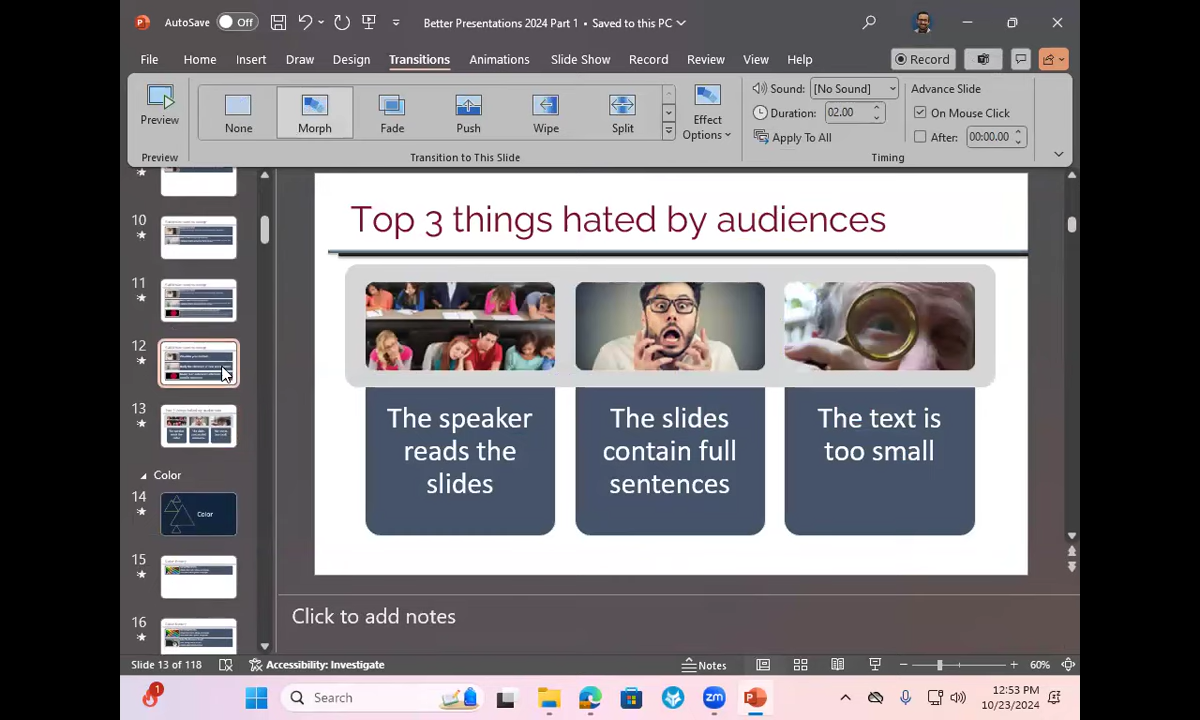 AutoSave Off
Better Presentations 2024 Part 1 • Saved to this PC
File Home Insert Draw Design Transitions Animations Slide Show Record Review View Help
Record
Preview
None
Morph
Fade
Push
Wipe
Split
Effect
Options
Sound: [No Sound]
Duration: 02.00
Apply To All
Advance Slide
On Mouse Click
After: 00:00.00
Preview
Transition to This Slide
Timing
10
11
12
13
Color
14
Color
15
16
Top 3 things hated by audiences
The speaker
reads the
slides
The slides
contain full
sentences
The text is
too small
Click to add notes
Slide 13 of 118
Accessibility: Investigate
Notes
60%
1
Search
zm
12:53 PM
10/23/2024